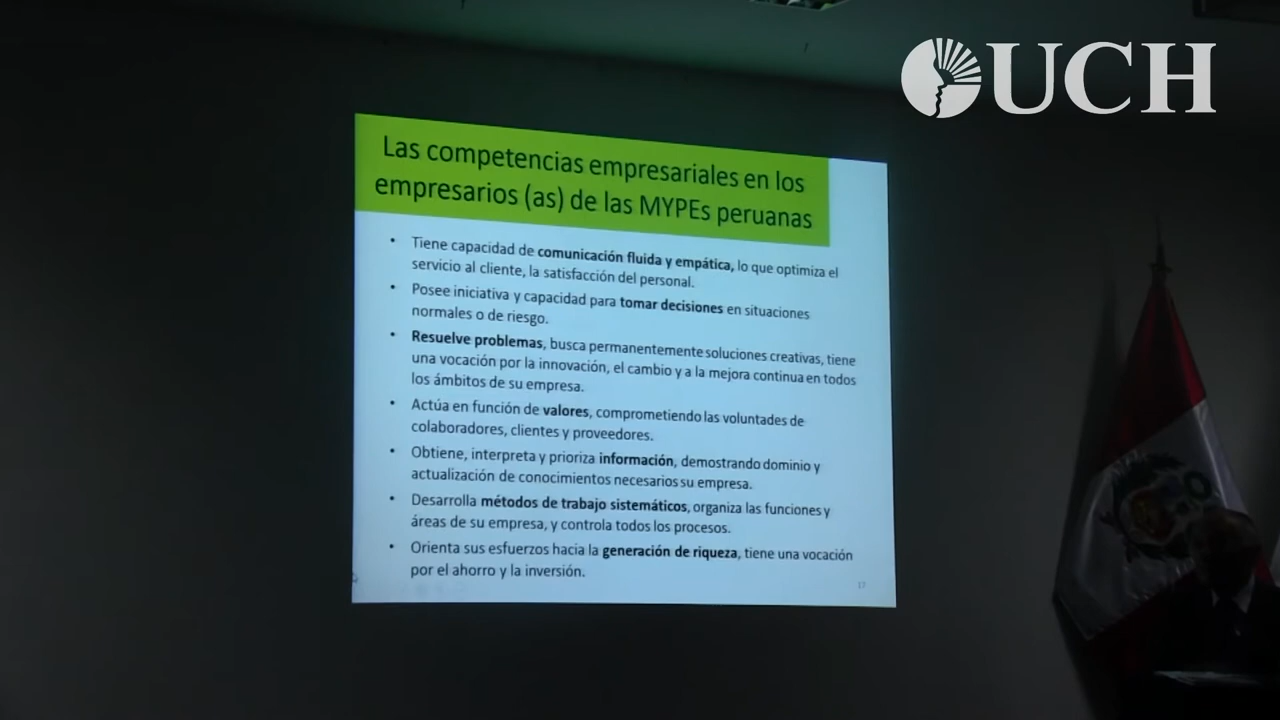 UCH
Las competencias empresariales en los
empresarios (as) de las MYPEs peruanas
• Tiene capacidad de comunicación fluida y empática, lo que optimiza el
servicio al cliente, la satisfacción del personal.
• Posee iniciativa y capacidad para tomar decisiones en situaciones
normales o de riesgo.
• Resuelve problemas, busca permanentemente soluciones creativas, tiene
una vocación por la innovación, el cambio y a la mejora continua en todos
los ámbitos de su empresa.
• Actúa en función de valores, comprometiendo las voluntades de
colaboradores, clientes y proveedores.
• Obtiene, interpreta y prioriza información, demostrando dominio y
actualización de conocimientos necesarios su empresa.
• Desarrolla métodos de trabajo sistemáticos, organiza las funciones y
áreas de su empresa, y controla todos los procesos.
• Orienta sus esfuerzos hacia la generación de riqueza, tiene una vocación
por el ahorro y la inversión.
17